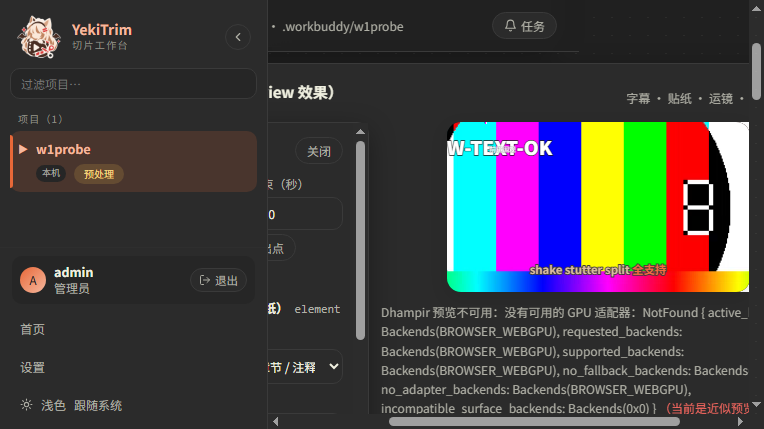 YekiTrim
切片工作台
过滤项目…
项目（1）
w1probe
本机 预处理
admin
管理员
A
退出
首页
设置
浅色 跟随系统
· .workbuddy/w1probe
任务
iew 效果）
字幕 · 贴纸 · 运镜 ·
关闭
束（秒）
0
出点
纸） element
节 / 注释
W-TEXT-OK
8
shake stutter split 全支持
Dhampir 预览不可用：没有可用的 GPU 适配器：NotFound { active_
Backends(BROWSER_WEBGPU), requested_backends:
Backends(BROWSER_WEBGPU), supported_backends:
Backends(BROWSER_WEBGPU), no_fallback_backends: Backends
no_adapter_backends: Backends(BROWSER_WEBGPU),
incompatible_surface_backends: Backends(0x0) } （当前是近似预览